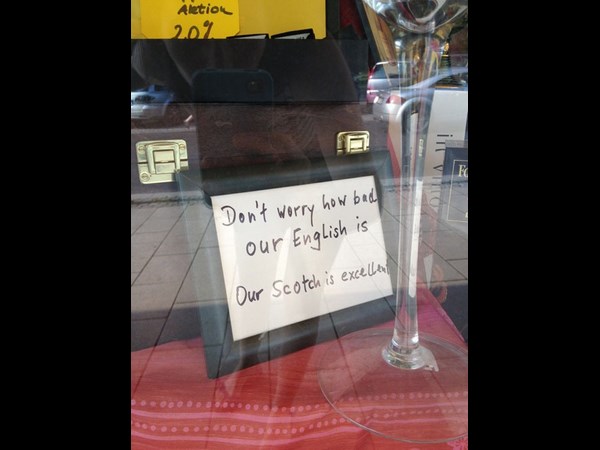 Aktion
20%
Don't worry how bad
our English is
Our Scotch is excellent